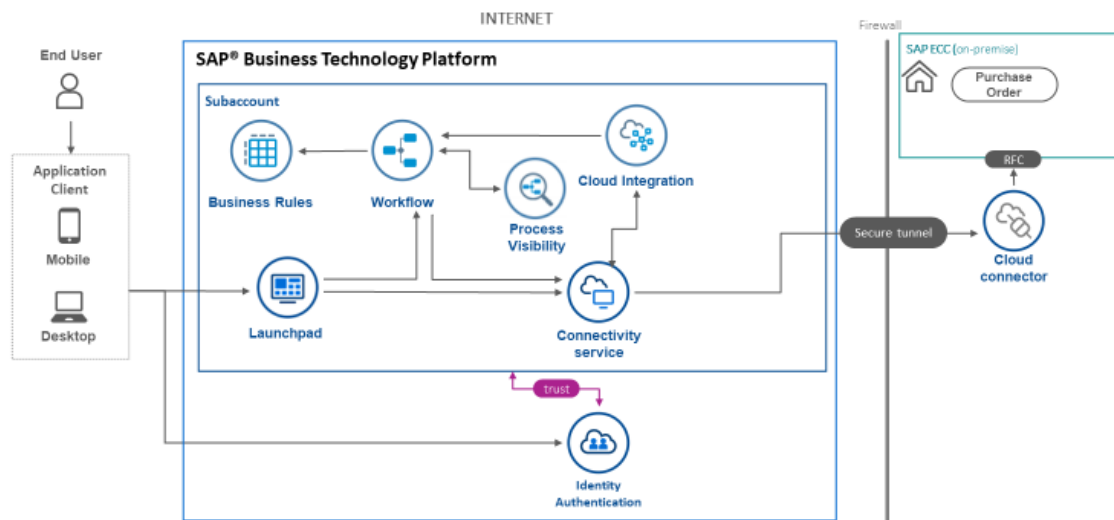 INTERNET
Firewall
End User
SAP® Business Technology Platform
SAP ECC (on-premise)
Purchase
Order
Subaccount
Application
Client
Business Rules
Workflow
Cloud Integration
Process
Visibility
RFC
Mobile
Secure tunnel
Cloud
connector
Desktop
Launchpad
Connectivity
service
trust
Identity
Authentication